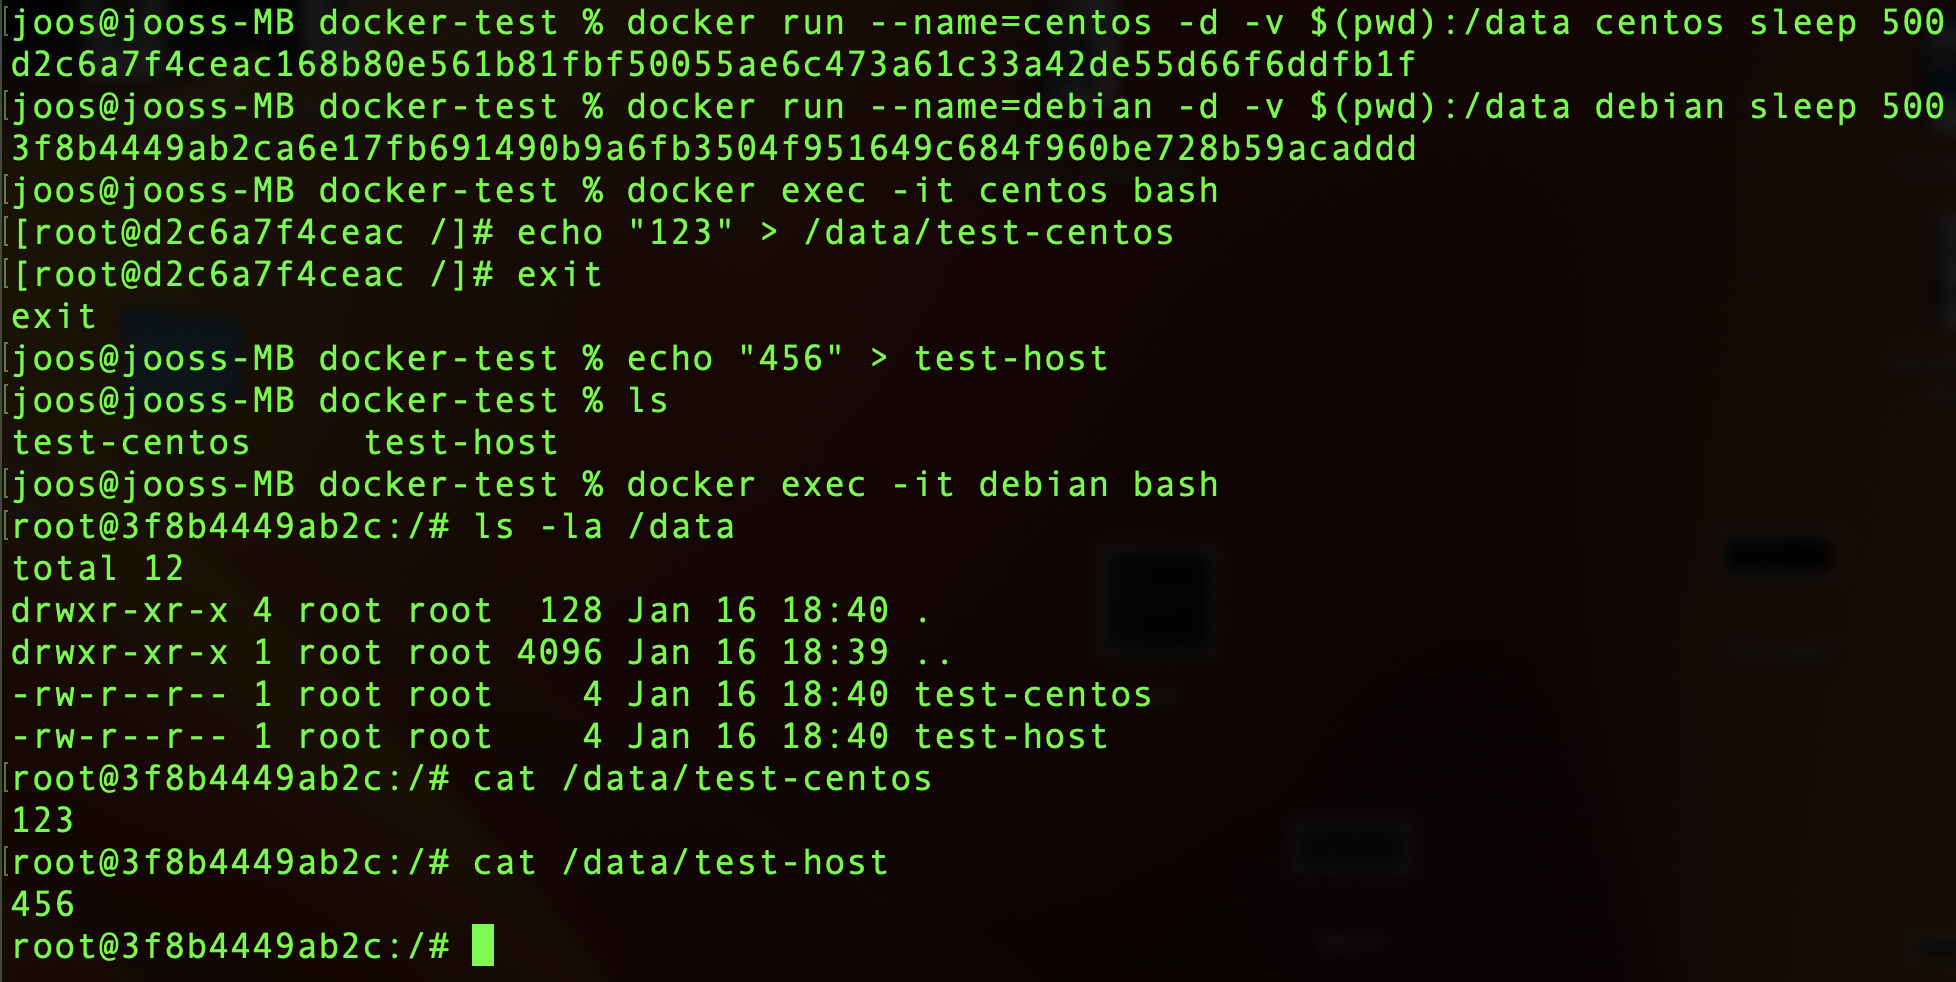 joos@jooss-MB docker-test % docker run --name=centos -d -v $(pwd):/data centos sleep 500
d2c6a7f4ceac168b80e561b81fbf50055ae6c473a61c33a42de55d66f6ddfb1f
joos@jooss-MB docker-test % docker run --name=debian -d -v $(pwd):/data debian sleep 500
3f8b4449ab2ca6e17fb691490b9a6fb3504f951649c684f960be728b59acaddd
joos@jooss-MB docker-test % docker exec -it centos bash
[root@d2c6a7f4ceac /]# echo "123" > /data/test-centos
[root@d2c6a7f4ceac /]# exit
exit
joos@jooss-MB docker-test % echo "456" > test-host
joos@jooss-MB docker-test % ls
test-centos     test-host
joos@jooss-MB docker-test % docker exec -it debian bash
root@3f8b4449ab2c:/# ls -la /data
total 12
drwxr-xr-x 4 root root  128 Jan 16 18:40 .
drwxr-xr-x 1 root root 4096 Jan 16 18:39 ..
-rw-r--r-- 1 root root    4 Jan 16 18:40 test-centos
-rw-r--r-- 1 root root    4 Jan 16 18:40 test-host
root@3f8b4449ab2c:/# cat /data/test-centos
123
root@3f8b4449ab2c:/# cat /data/test-host
456
root@3f8b4449ab2c:/#